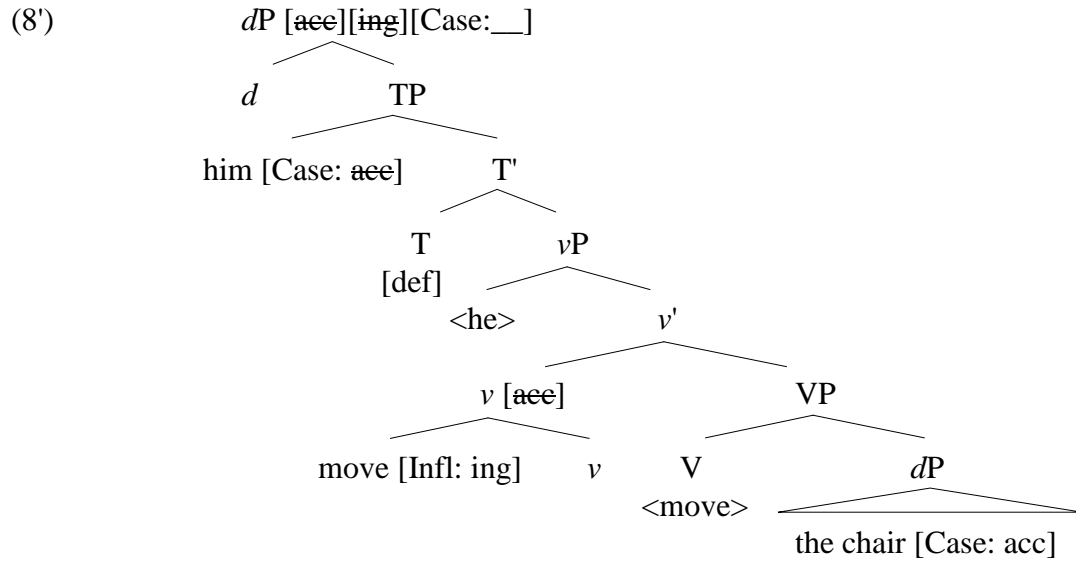 (8') dP [acc][ing][Case:__]
d TP
him [Case: acc] T'
T vP
[def]
<he> v'
v [acc] VP
move [Infl: ing] v V dP
<move>
the chair [Case: acc]